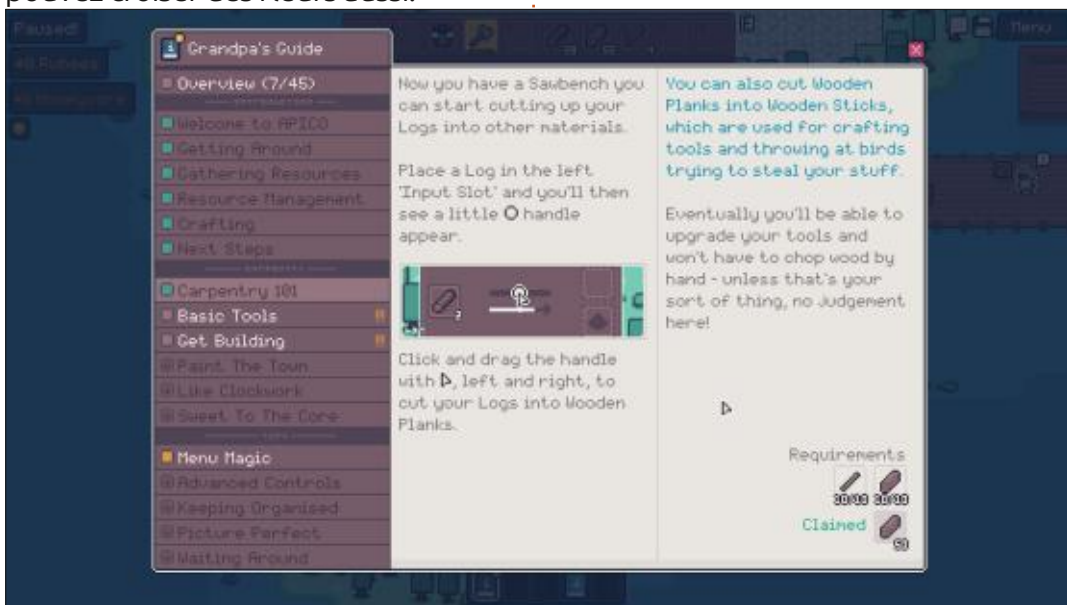 Paused!
Menu
Grandpa's Guide
Overview (7/45)
Welcome to APICO
Getting Around
Gathering Resources
Resource Management
Crafting
Next Steps
Carpentry 101
Basic Tools
Get Building
Paint The Town
Like Clockwork
Sweet To The Core
Menu Magic
Advanced Controls
Keeping Organised
Picture Perfect
Waiting Around
Now you have a Sawbench you
can start cutting up your
Logs into other materials.
Place a Log in the left
'Input Slot' and you'll then
see a little handle
appear.
2
Click and drag the handle
with , left and right, to
cut your Logs into Wooden
Planks.
You can also cut Wooden
Planks into Wooden Sticks,
which are used for crafting
tools and throwing at birds
trying to steal your stuff.
Eventually you'll be able to
upgrade your tools and
won't have to chop wood by
hand - unless that's your
sort of thing, no judgement
here!
Requirements
Claimed